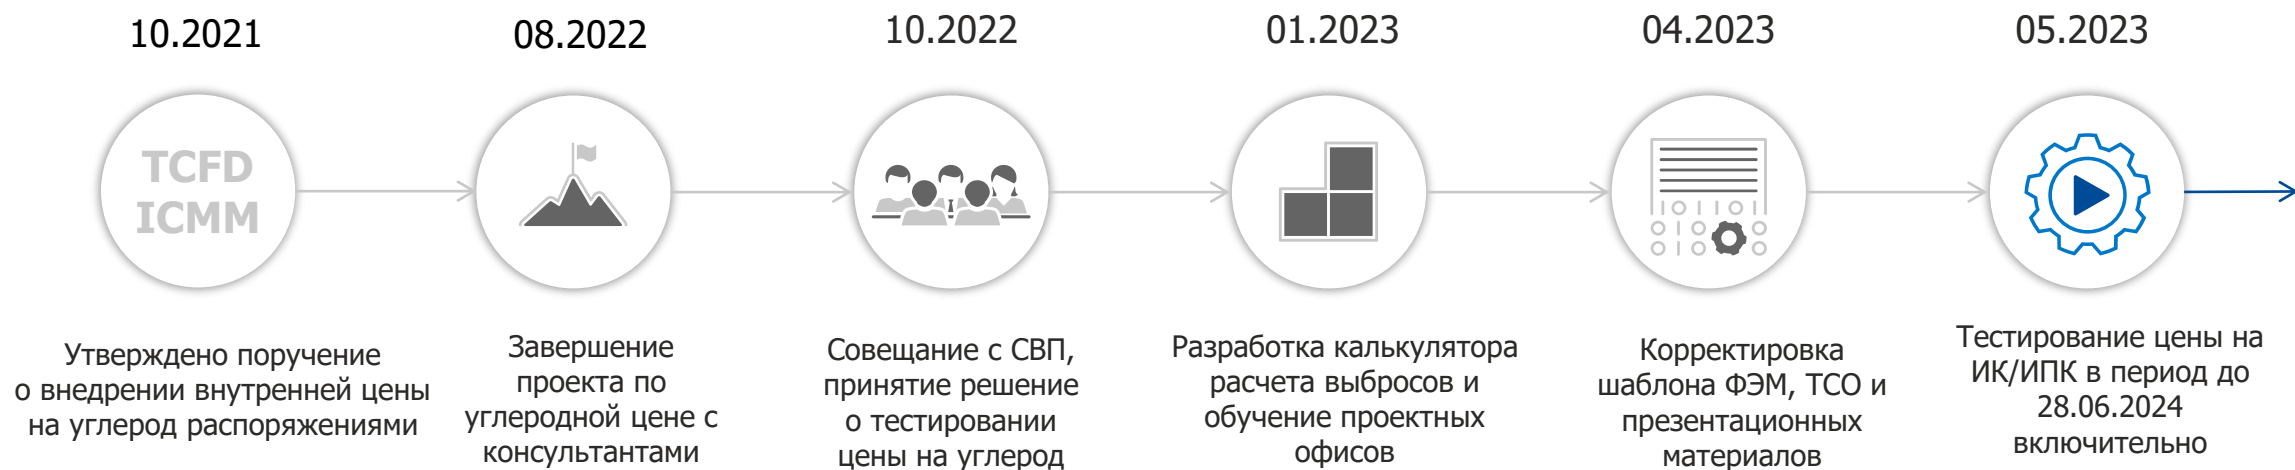 10.2021
08.2022
10.2022
01.2023
04.2023
05.2023
TCFD
ICMM
Утверждено поручение
о внедрении внутренней цены
на углерод распоряжениями
Завершение
проекта по
углеродной цене с
консультантами
Совещание с СВП,
принятие решение
о тестировании
цены на углерод
Разработка калькулятора
расчета выбросов и
обучение проектных
офисов
Корректировка
шаблона ФЭМ, ТСО и
презентационных
материалов
Тестирование цены на
ИК/ИПК в период до
28.06.2024
включительно